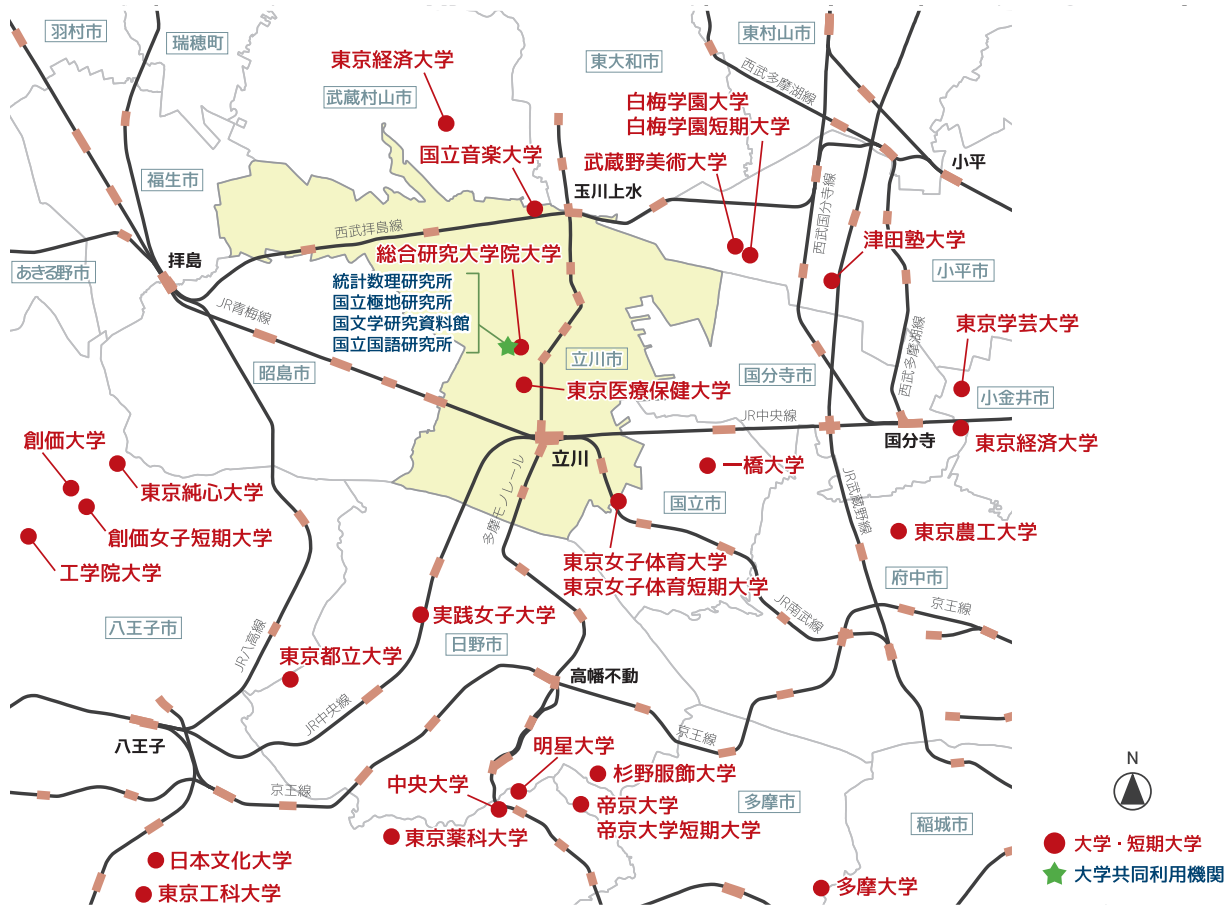 羽村市
瑞穂町
東村山市
東京経済大学
東大和市
西武多摩湖線
武蔵村山市
白梅学園大学
白梅学園短期大学
国立音楽大学
武蔵野美術大学
小平
福生市
玉川上水
西武拝島線
西武国分寺線
津田塾大学
拝島
総合研究大学院大学
あきる野市
小平市
統計数理研究所
国立極地研究所
国文学研究資料館
国立国語研究所
JR青梅線
東京学芸大学
立川市
西武多摩湖線
昭島市
国分寺市
東京医療保健大学
小金井市
JR中央線
創価大学
国分寺
東京経済大学
立川
一橋大学
東京純心大学
多摩モノレール
国立市
JR武蔵野線
創価女子短期大学
東京農工大学
工学院大学
東京女子体育大学
東京女子体育短期大学
府中市
京王線
JR南武線
実践女子大学
八王子市
JR八高線
日野市
東京都立大学
高幡不動
JR中央線
京王線
八王子
明星大学
N
杉野服飾大学
中央大学
京王線
帝京大学
帝京大学短期大学
多摩市
稲城市
東京薬科大学
大学・短期大学
日本文化大学
大学共同利用機関
東京工科大学
多摩大学